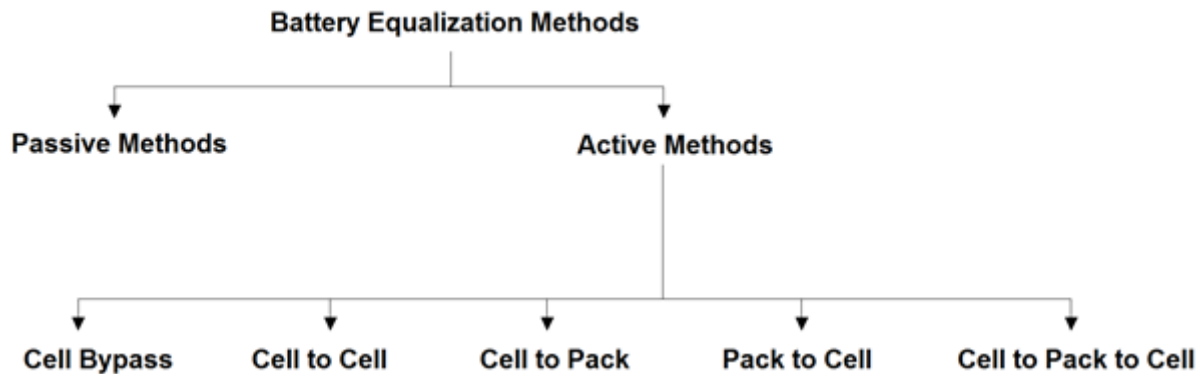 Battery Equalization Methods
Passive Methods
Active Methods
Cell Bypass
Cell to Cell
Cell to Pack
Pack to Cell
Cell to Pack to Cell